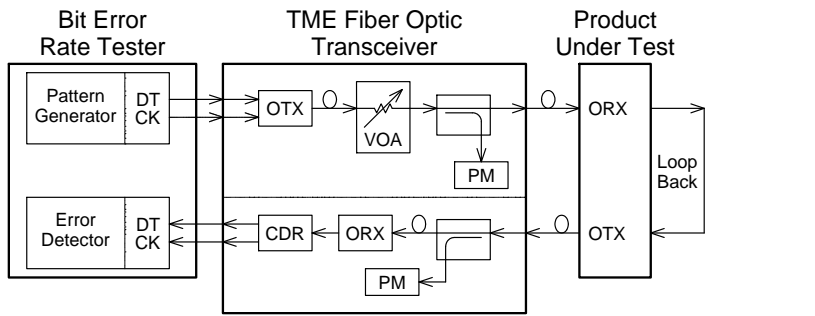 Bit Error
Rate Tester
TME Fiber Optic
Transceiver
Product
Under Test
Pattern
Generator
DT
CK
OTX
VOA
PM
ORX
Loop
Back
Error
Detector
DT
CK
CDR
ORX
PM
OTX